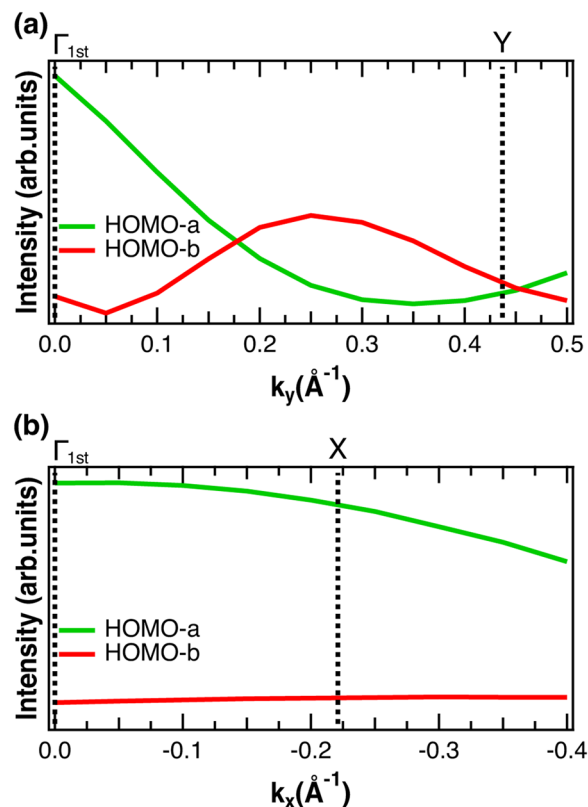 (a)
Γ1st
Y
Intensity (arb.units)
HOMO-a
HOMO-b
0.0 0.1 0.2 0.3 0.4 0.5
ky(Å-1)
(b)
Γ1st
X
Intensity (arb.units)
HOMO-a
HOMO-b
0.0 -0.1 -0.2 -0.3 -0.4
kx(Å-1)